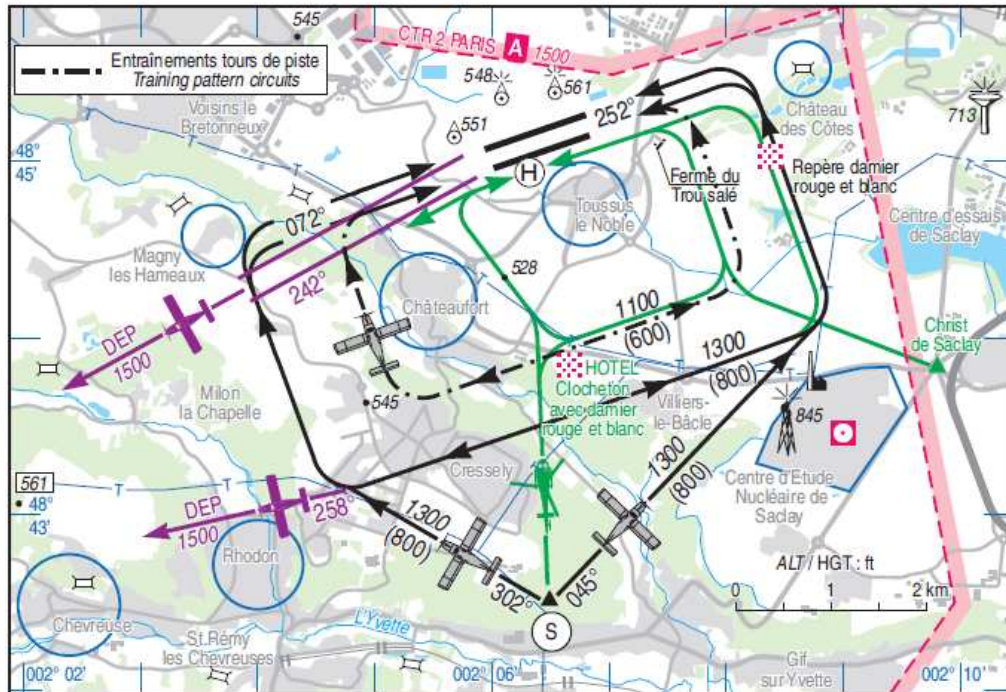 545
CTR 2 PARIS A 1500
Entraînements tours de piste
Training pattern circuits
548
561
551
Voisins le
Bretonneux
252°
Château
des Côtes
713
48°
45'
H
Ferme du
Trou salé
Repère damier
rouge et blanc
Toussus
le Noble
072°
Centre d'essais
de Saclay
Magny
les Hameaux
242°
528
Châteaufort
DEP
1500
1100
(600)
1300
(800)
Christ
de Saclay
HOTEL
Clocheton
avec damier
rouge et blanc
Milon
la Chapelle
545
Villiers-
le-Bâcle
845
Cressely
1300
(800)
Centre d'Etude
Nucléaire de
Saclay
561
48°
43'
DEP
1500
258°
1300
(800)
302°
045°
Rhodon
ALT / HGT : ft
0 1 2 km
Chevreuse
St.Rémy
les Chevreuses
L'Yvette
S
Gif
sur Yvette
002° 02'
06'
002° 10'
T
T
T
T
T
T